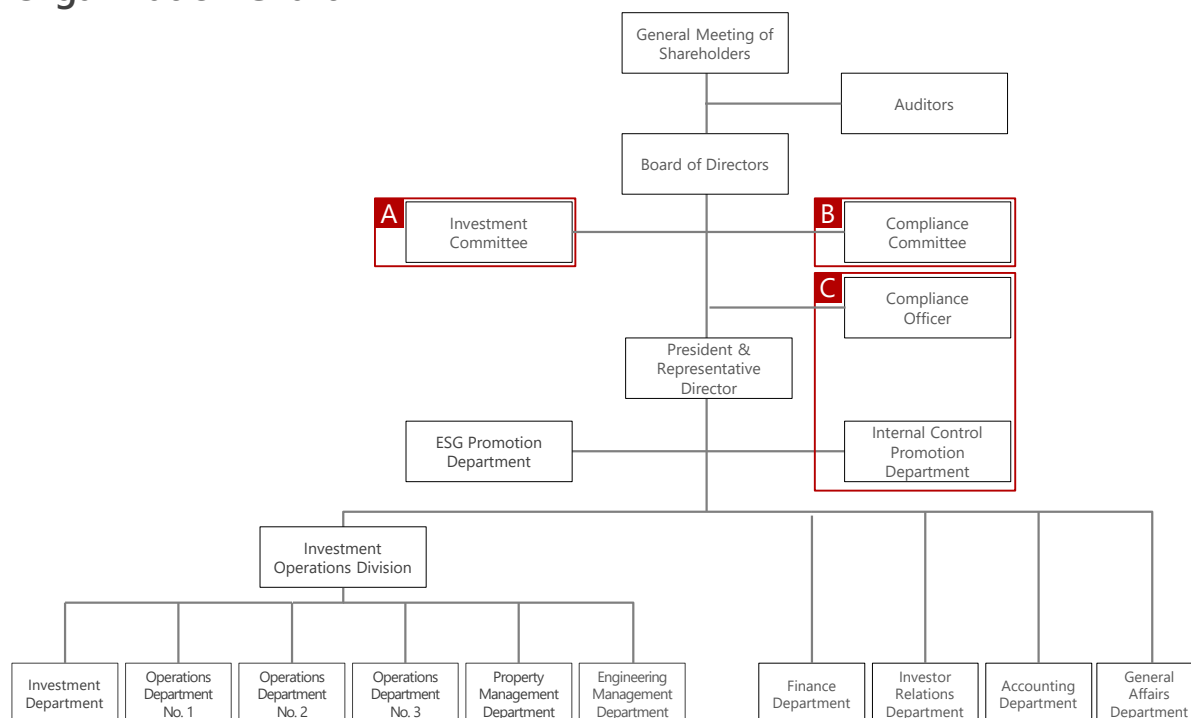 General Meeting of
Shareholders
Auditors
Board of Directors
A
Investment
Committee
B
Compliance
Committee
C
Compliance
Officer
President &
Representative
Director
ESG Promotion
Department
Internal Control
Promotion
Department
Investment
Operations Division
Investment
Department
Operations
Department
No. 1
Operations
Department
No. 2
Operations
Department
No. 3
Property
Management
Department
Engineering
Management
Department
Finance
Department
Investor
Relations
Department
Accounting
Department
General
Affairs
Department